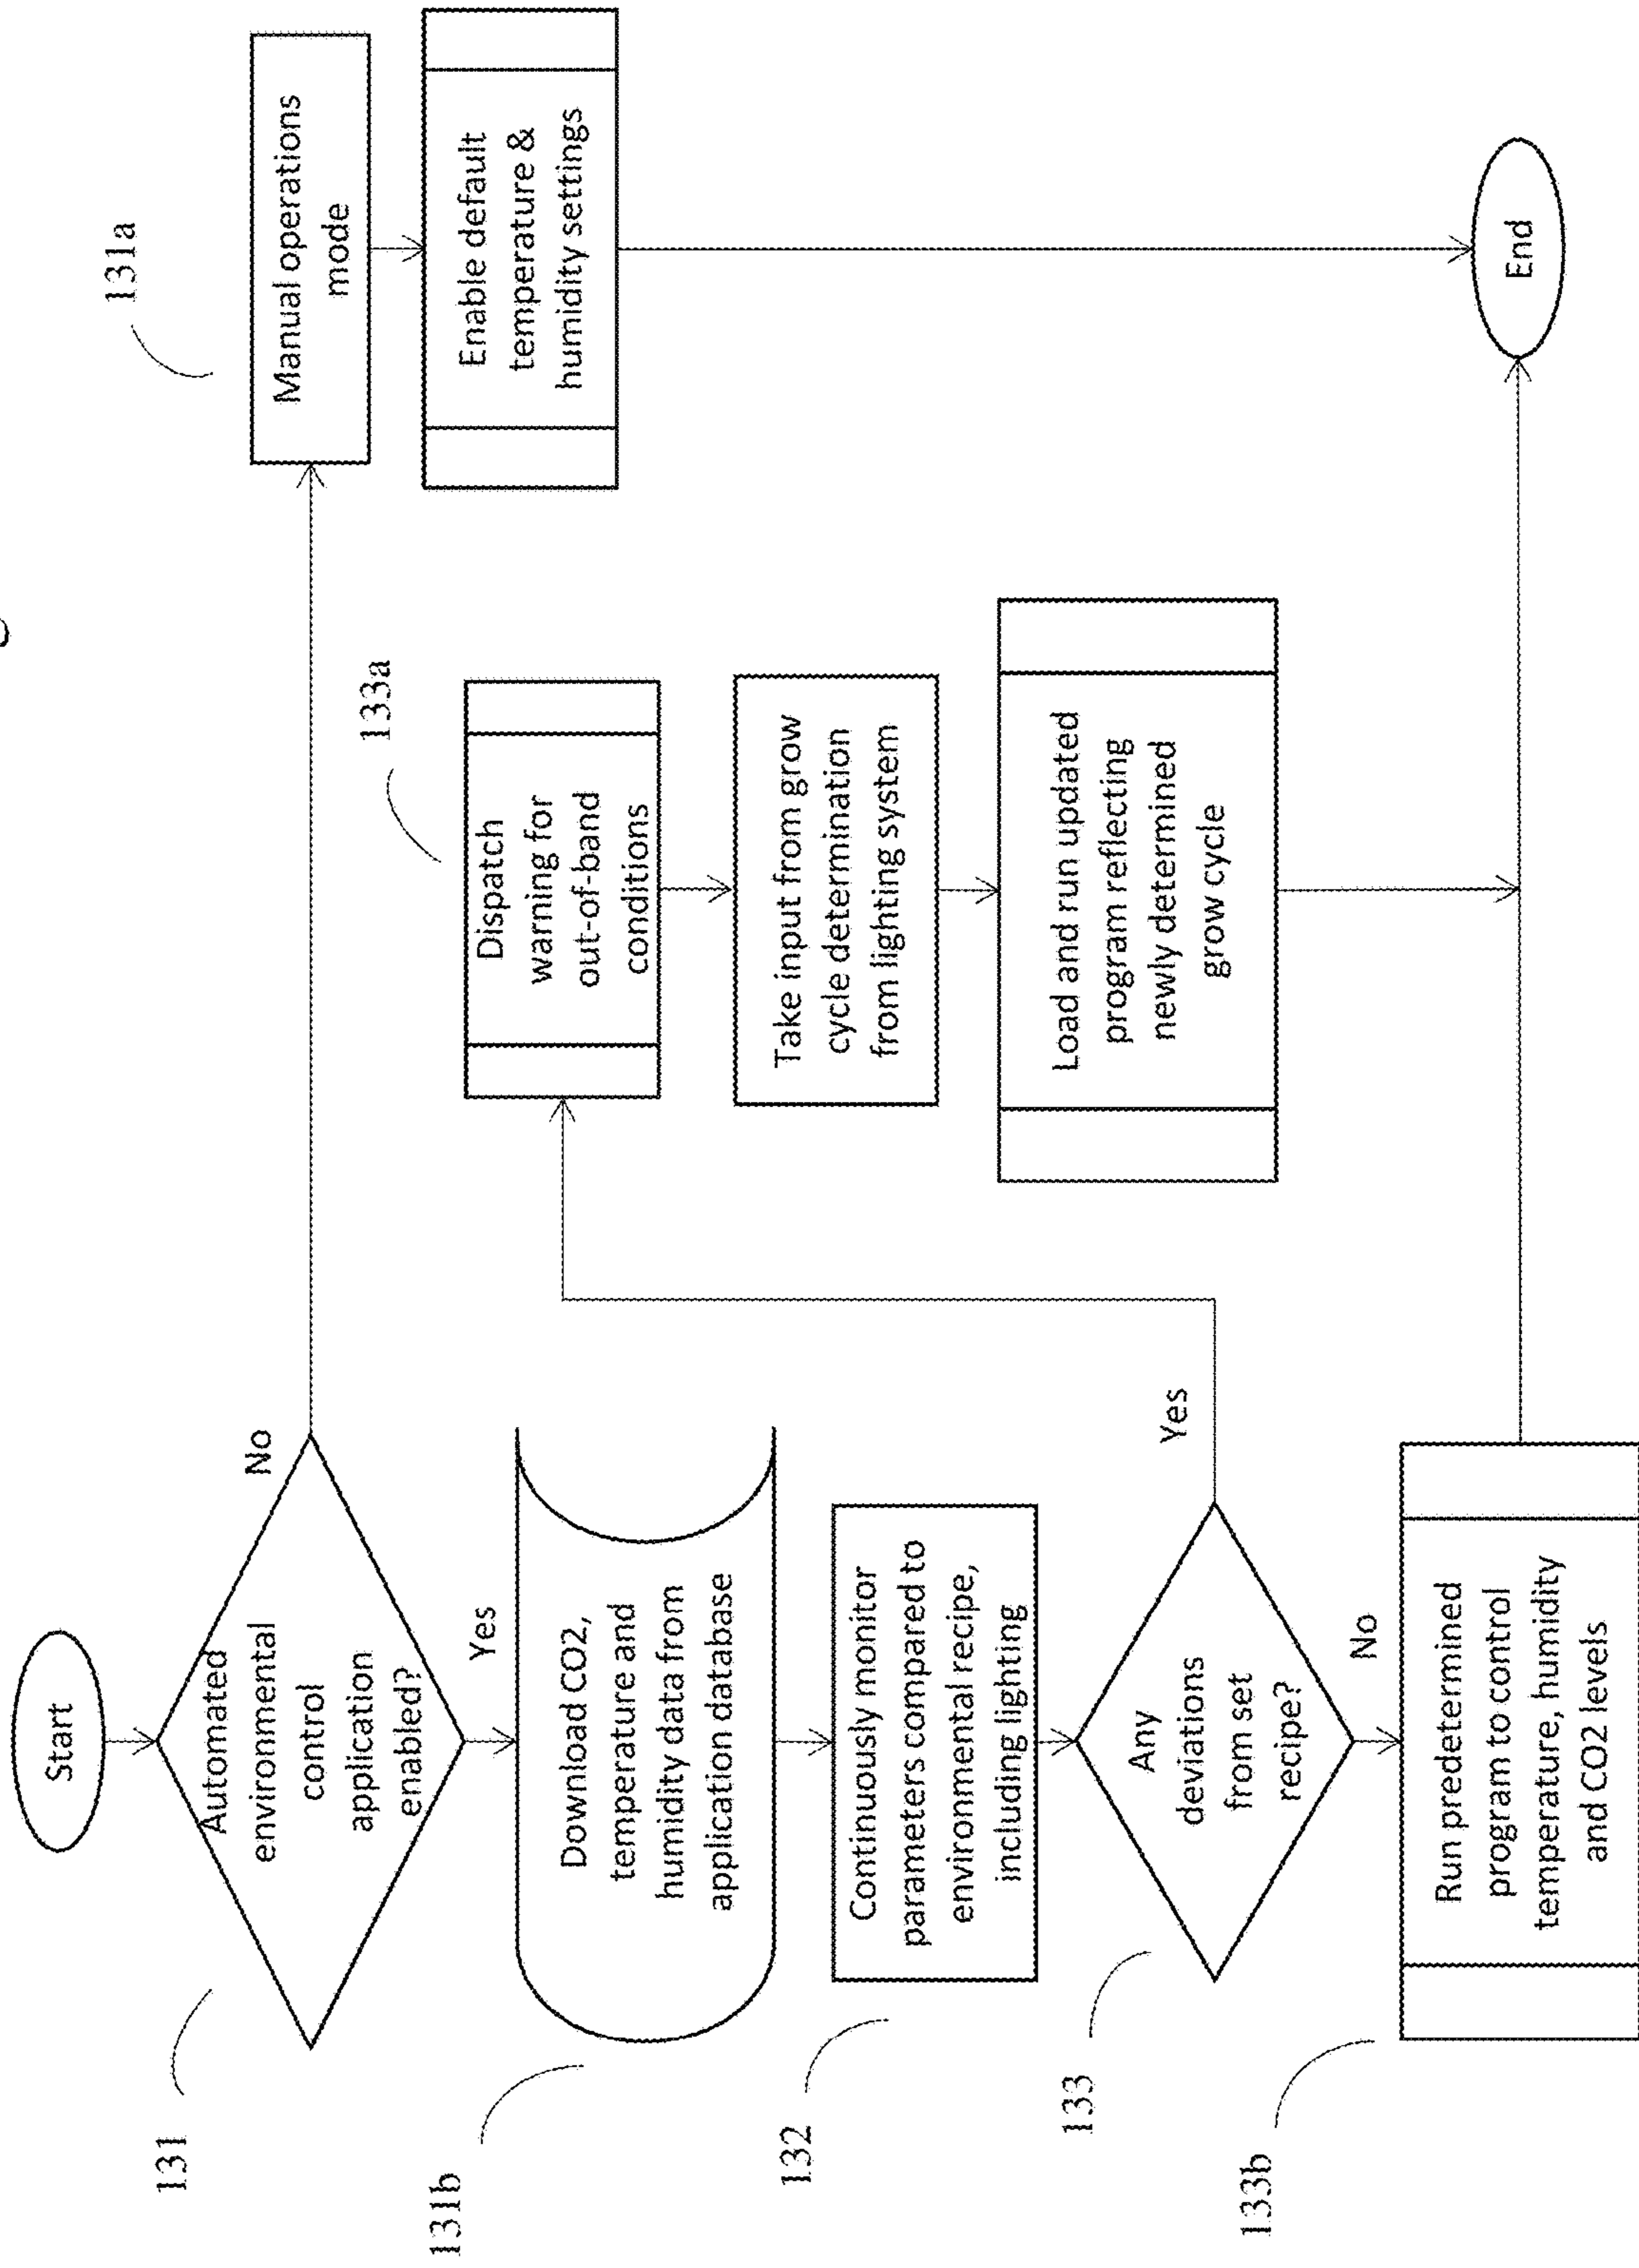 Start
131
Automated
environmental
control
application
enabled?
No
Yes
131a
Manual operations
mode
Enable default
temperature &
humidity settings
131b
Download CO2,
temperature and
humidity data from
application database
132
Continuously monitor
parameters compared to
environmental recipe,
including lighting
133
Any
deviations
from set
recipe?
Yes
No
133a
Dispatch
warning for
out-of-band
conditions
Take input from grow
cycle determination
from lighting system
Load and run updated
program reflecting
newly determined
grow cycle
133b
Run predetermined
program to control
temperature, humidity
and CO2 levels
End